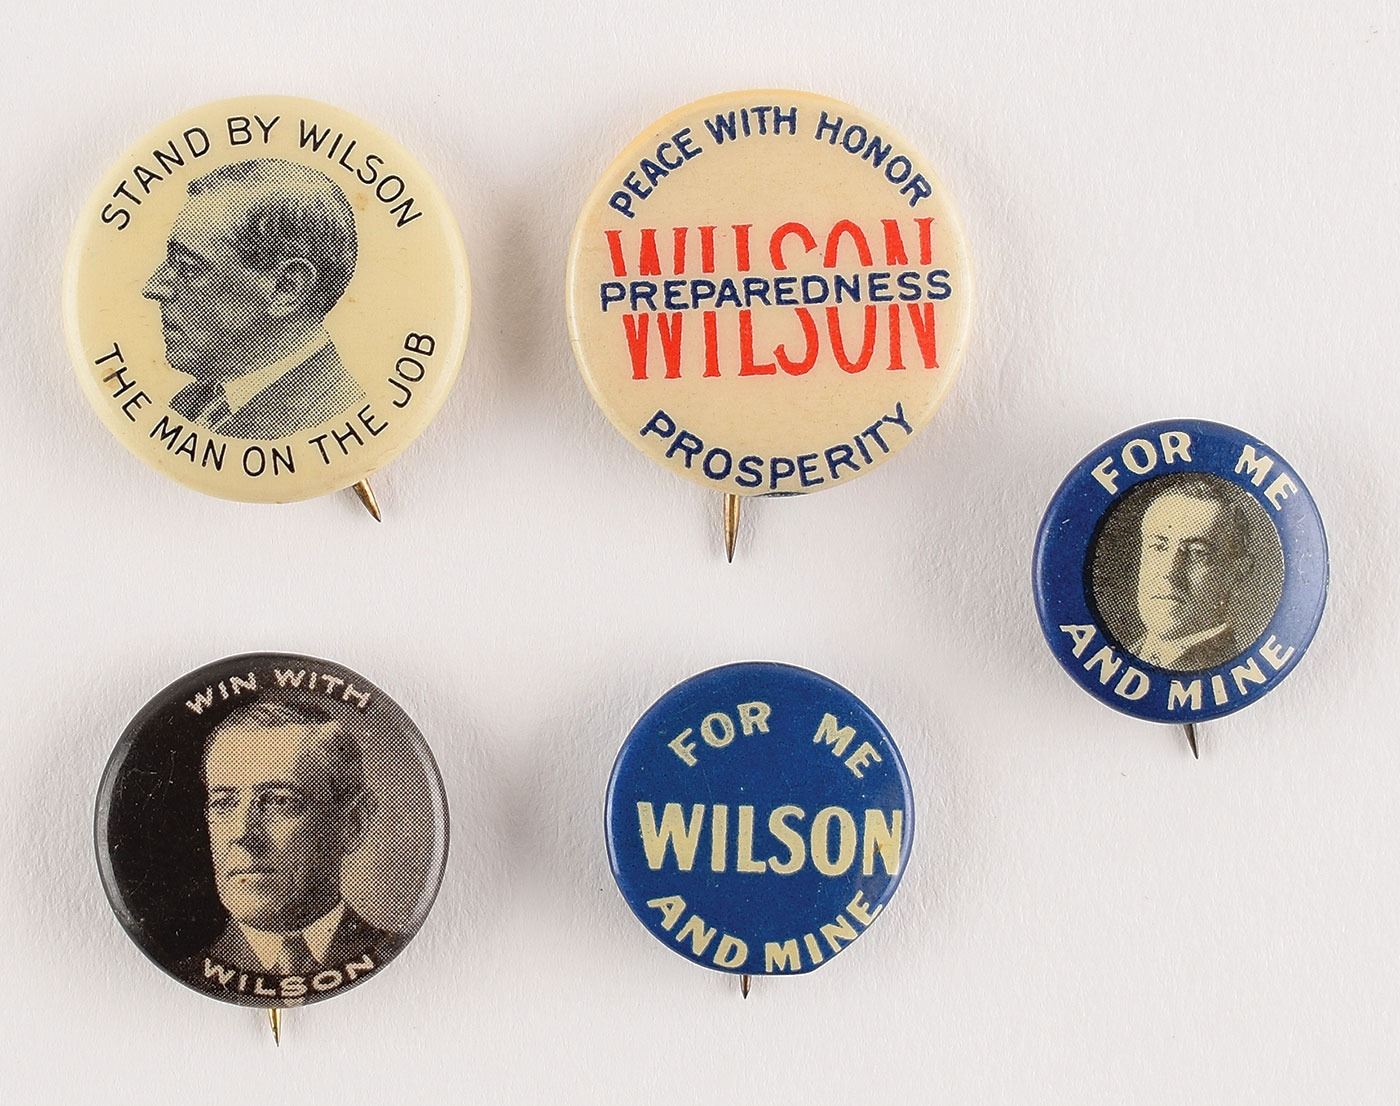 STAND BY WILSON
THE MAN ON THE JOB
PEACE WITH HONOR
WILSON
PREPAREDNESS
PROSPERITY
FOR ME
AND MINE
WIN WITH
WILSON
FOR ME
WILSON
AND MINE